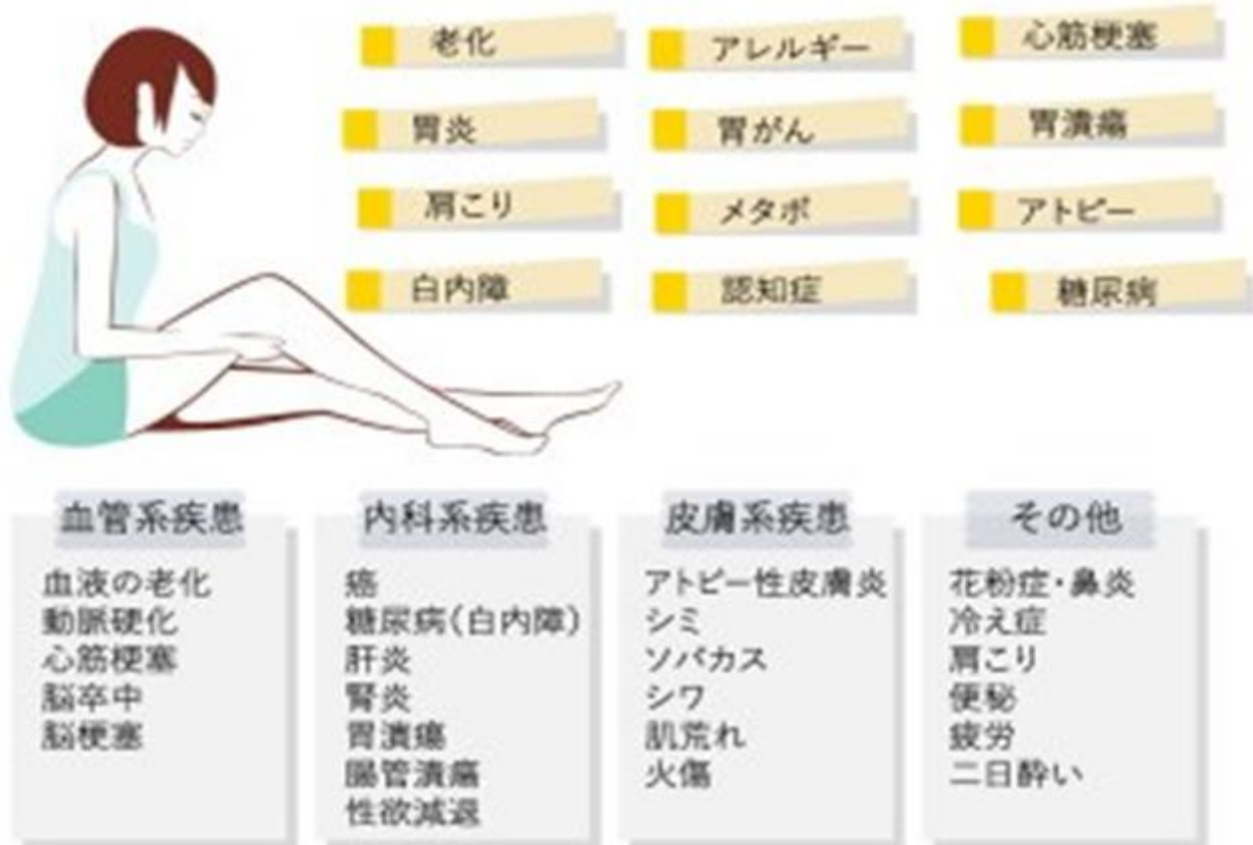 老化
アレルギー
心筋梗塞
胃炎
胃がん
胃潰瘍
肩こり
メタボ
アトピー
白内障
認知症
糖尿病
血管系疾患
血液の老化
動脈硬化
心筋梗塞
脳卒中
脳梗塞
内科系疾患
癌
糖尿病(白内障)
肝炎
腎炎
胃潰瘍
腸管潰瘍
性欲減退
皮膚系疾患
アトピー性皮膚炎
シミ
ソバカス
シワ
肌荒れ
火傷
その他
花粉症・鼻炎
冷え症
肩こり
便秘
疲労
二日酔い